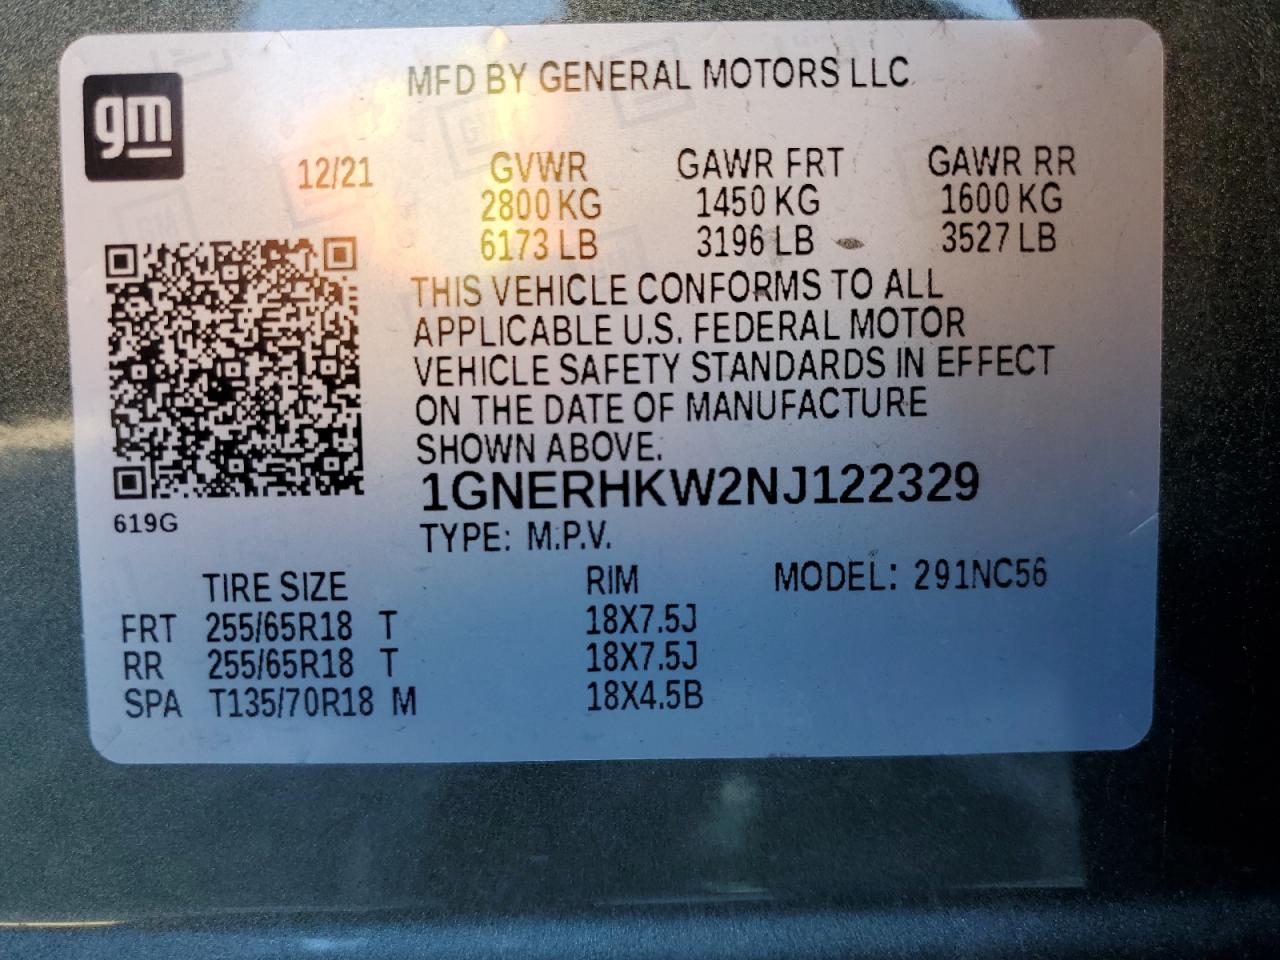 gm
MFD BY GENERAL MOTORS LLC
12/21 GVWR GAWR FRT GAWR RR
2800 KG 1450 KG 1600 KG
6173 LB 3196 LB 3527 LB
THIS VEHICLE CONFORMS TO ALL
APPLICABLE U.S. FEDERAL MOTOR
VEHICLE SAFETY STANDARDS IN EFFECT
ON THE DATE OF MANUFACTURE
SHOWN ABOVE.
1GNERHKW2NJ122329
619G
TYPE: M.P.V.
TIRE SIZE RIM MODEL: 291NC56
FRT 255/65R18 T 18X7.5J
RR 255/65R18 T 18X7.5J
SPA T135/70R18 M 18X4.5B